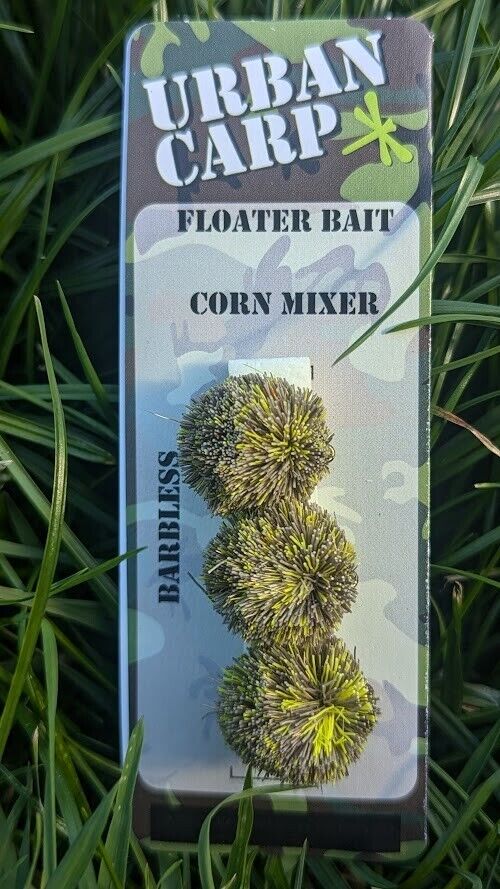 URBAN
CARP
FLOATER BAIT
CORN MIXER
BARBLESS